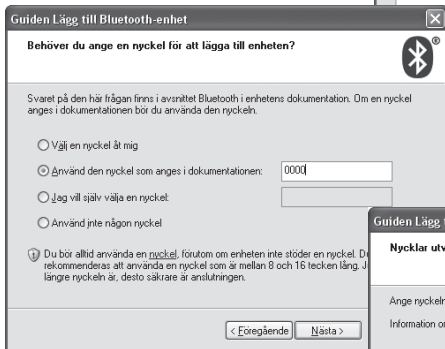 Guiden Lägg till Bluetooth-enhet
Behöver du ange en nyckel för att lägga till enheten?
Svaret på den här frågan finns i avsnittet Bluetooth i enhetens dokumentation. Om en nyckel
anges i dokumentationen bör du använda den nyckeln.
Välj en nyckel åt mig
Använd den nyckel som anges i dokumentationen: 0000
Jag vill själv välja en nyckel:
Använd inte någon nyckel
Du bör alltid använda en nyckel, förutom om enheten inte stöder en nyckel.
rekommenderas att använda en nyckel som är mellan 8 och 16 tecken lång.
längre nyckeln är, desto säkrare är anslutningen.
< Föregående Nästa >
Guiden Lägg
Nycklar
Ange nyckeln
Information